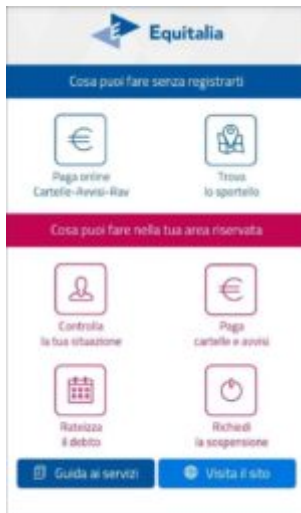 Equitalia
Cosa puoi fare senza registrarti
Paga online
Cartelle-Avvisi-Rav
Trova
lo sportello
Cosa puoi fare nella tua area riservata
Controlla
la tua situazione
Paga
cartelle e avvisi
Rateizza
il debito
Richiedi
la sospensione
Guida ai servizi
Visita il sito